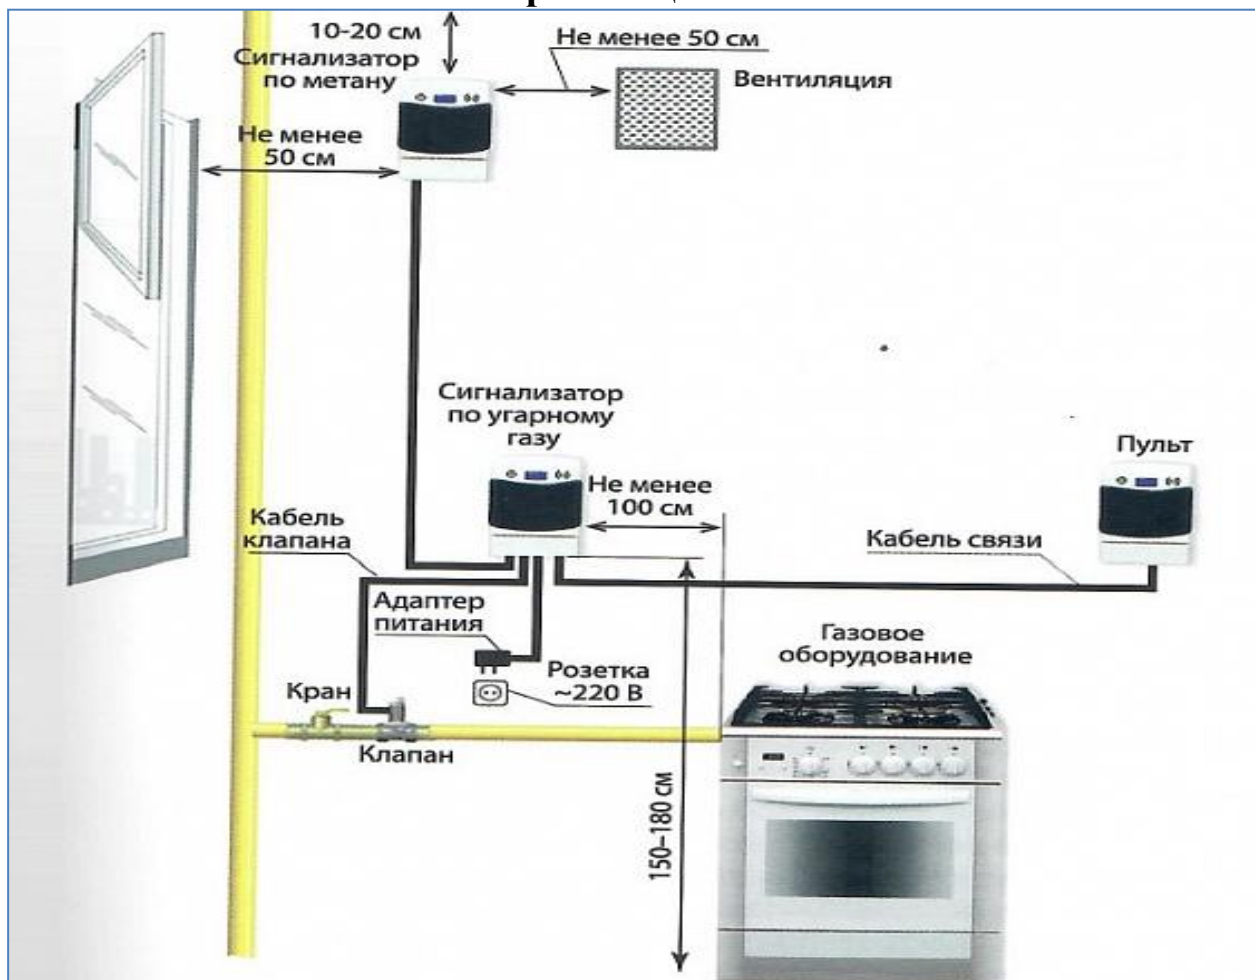 10-20 см
Не менее 50 см
Сигнализатор
по метану
Вентиляция
Не менее
50 см
Сигнализатор
по угарному
газу
Пульт
Не менее
100 см
Кабель
клапана
Кабель связи
Адаптер
питания
Газовое
оборудование
Розетка
~220 В
Кран
Клапан
150–180 см